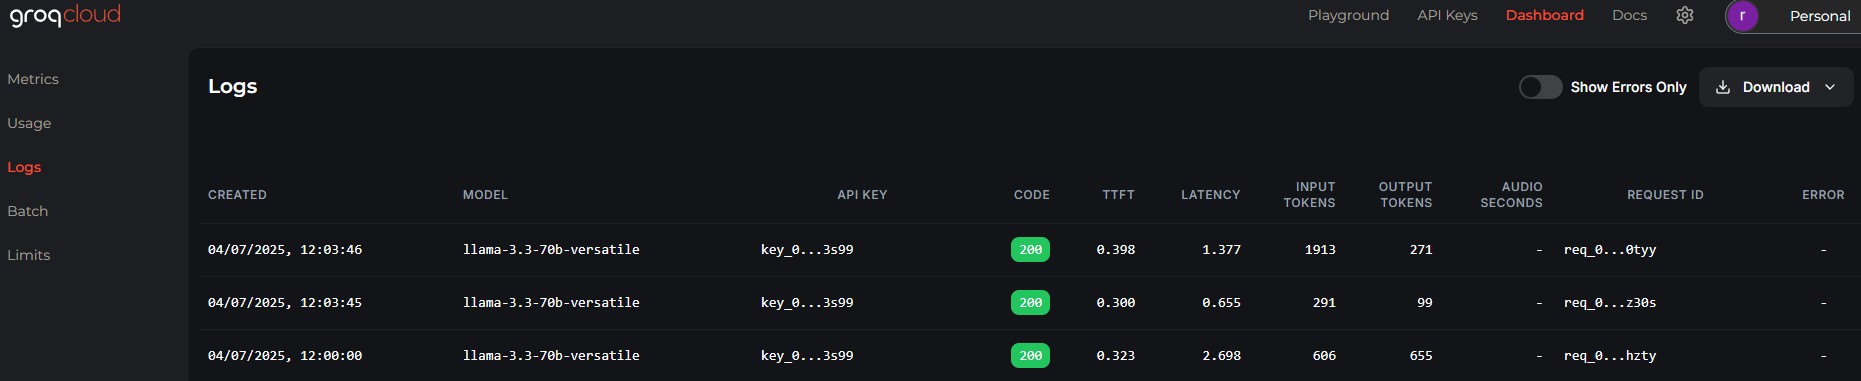 groqcloud
Playground API Keys Dashboard Docs r Personal
Metrics
Usage
Logs
Batch
Limits
Logs
Show Errors Only Download
CREATED MODEL API KEY CODE TTFT LATENCY INPUT TOKENS OUTPUT TOKENS AUDIO SECONDS REQUEST ID ERROR
04/07/2025, 12:03:46 llama-3.3-70b-versatile key_0...3s99 200 0.398 1.377 1913 271 - req_0...0tyy -
04/07/2025, 12:03:45 llama-3.3-70b-versatile key_0...3s99 200 0.300 0.655 291 99 - req_0...z30s -
04/07/2025, 12:00:00 llama-3.3-70b-versatile key_0...3s99 200 0.323 2.698 606 655 - req_0...hzty -